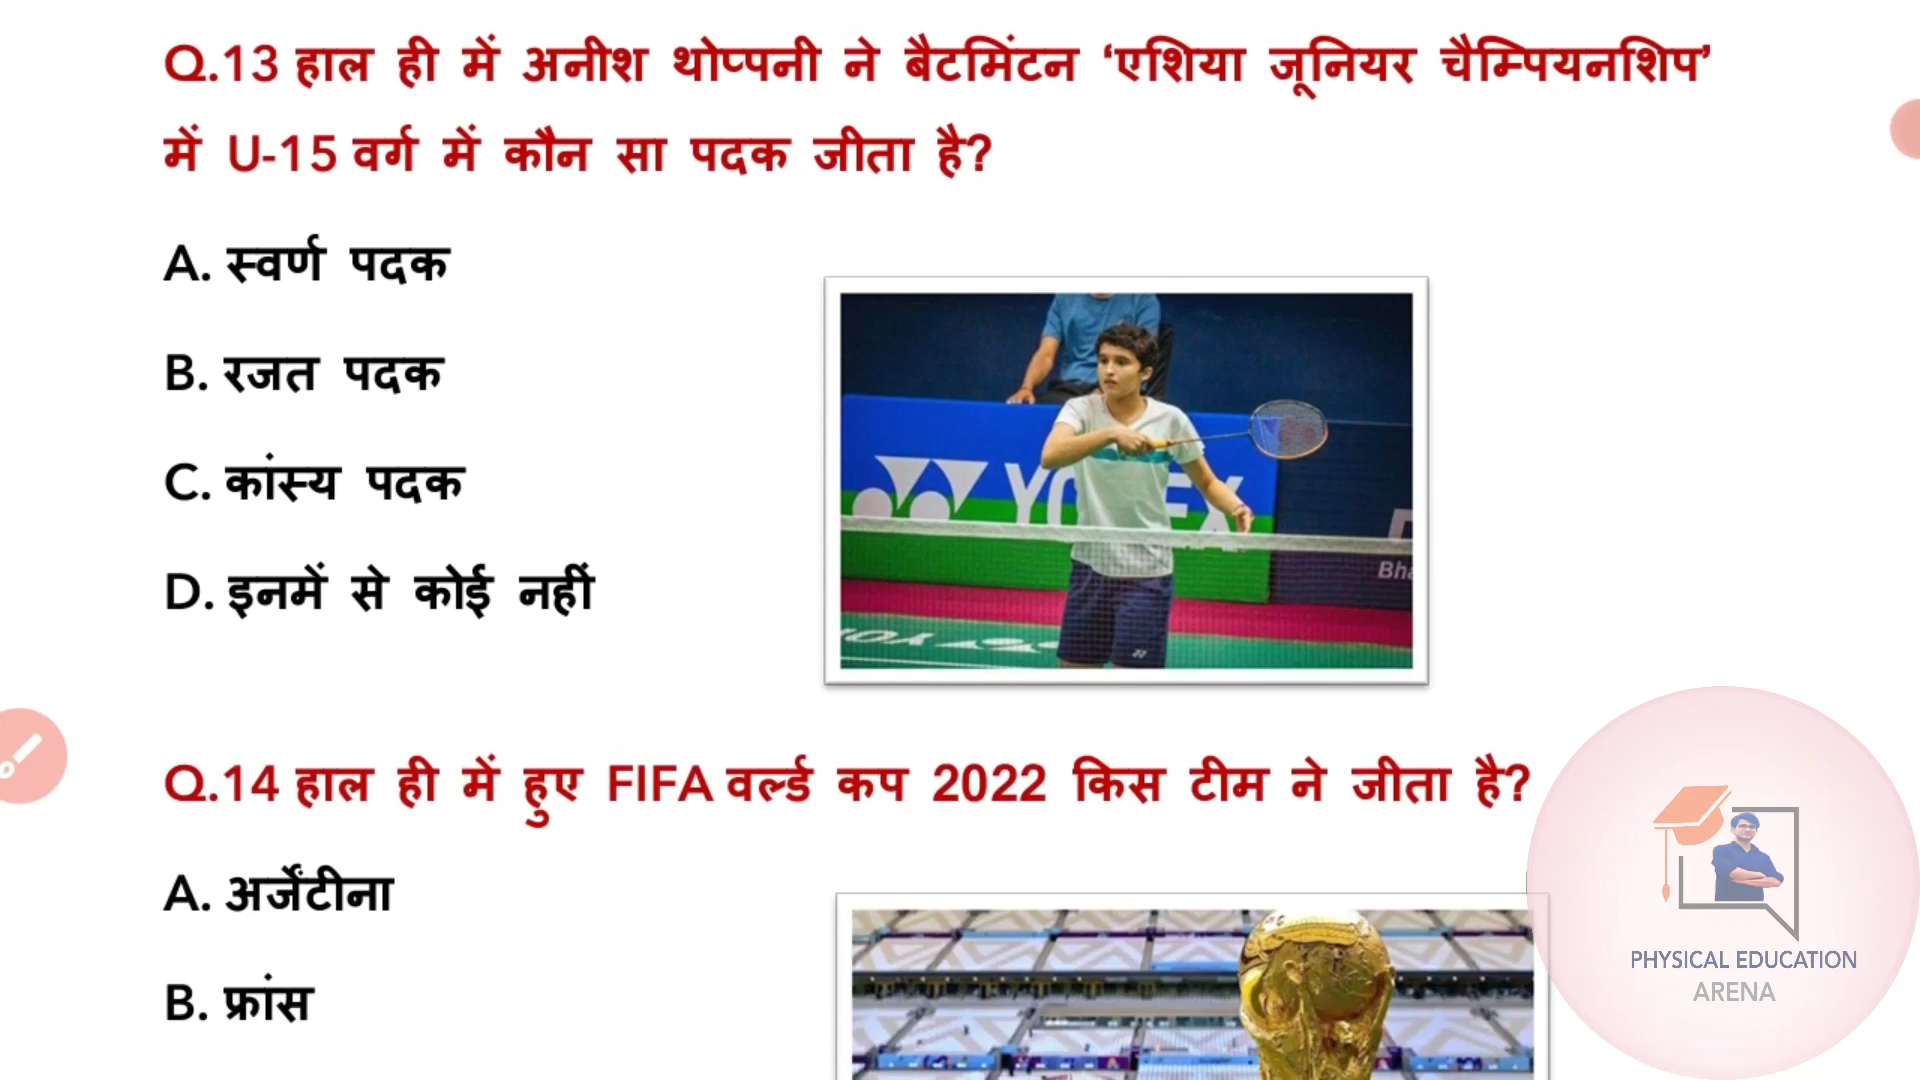 Q.13 हाल ही में अनीश थोप्पनी ने बैटमिंटन ‘एशिया जूनियर चैम्पियनशिप’
में U-15 वर्ग में कौन सा पदक जीता है?
A. स्वर्ण पदक
B. रजत पदक
C. कांस्य पदक
D. इनमें से कोई नहीं
Q.14 हाल ही में हुए FIFA वर्ल्ड कप 2022 किस टीम ने जीता है?
A. अर्जेंटीना
B. फ्रांस
PHYSICAL EDUCATION
ARENA